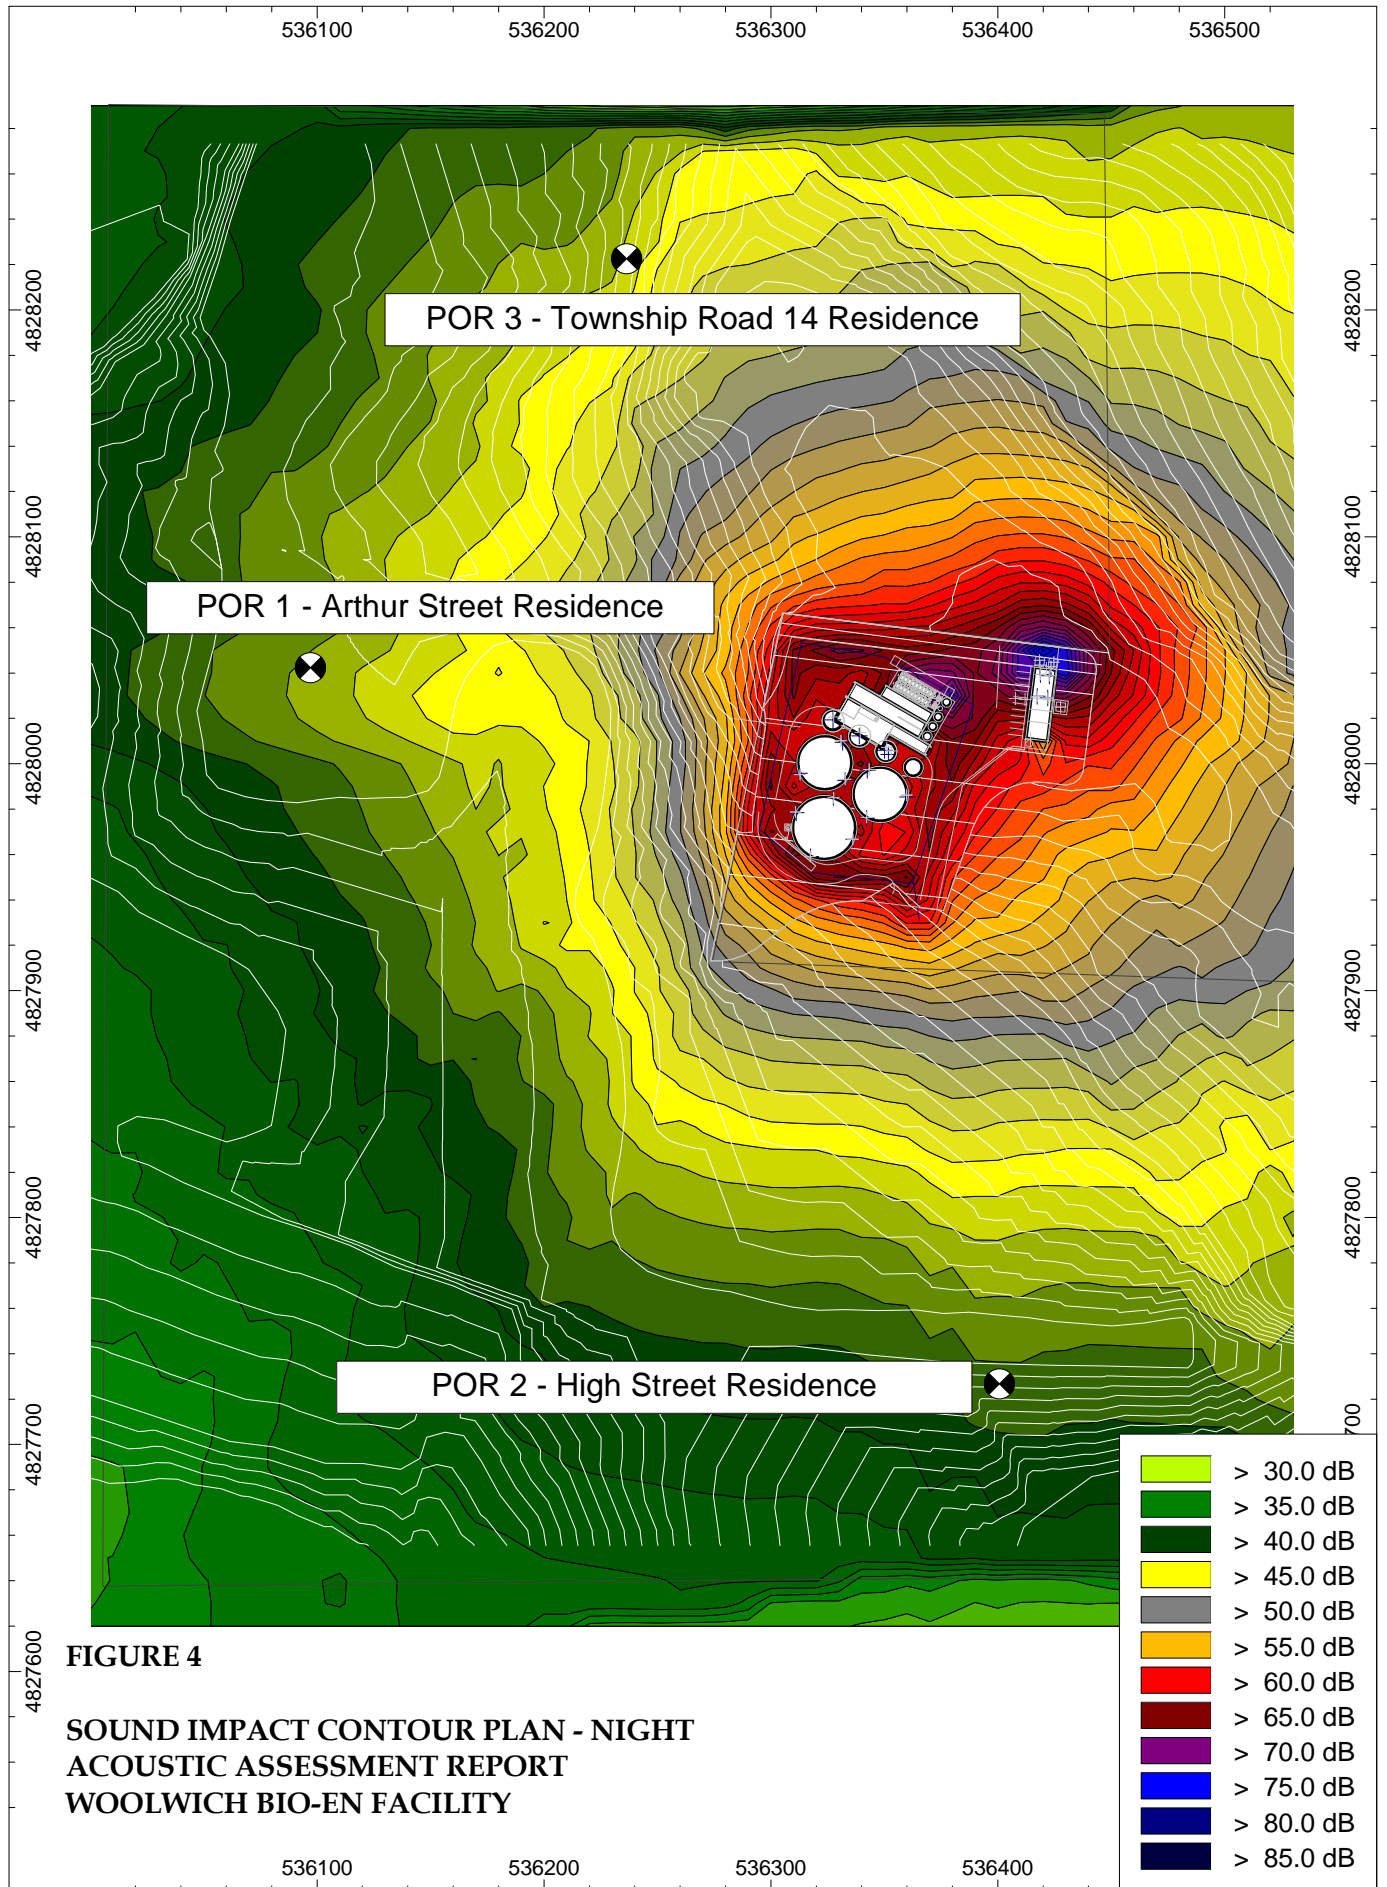 536100 536200 536300 536400 536500
4828200 4828200
POR 3 - Township Road 14 Residence
4828100 4828100
POR 1 - Arthur Street Residence
4828000 4828000
4827900 4827900
4827800 4827800
POR 2 - High Street Residence
4827700 700
> 30.0 dB
> 35.0 dB
> 40.0 dB
> 45.0 dB
> 50.0 dB
> 55.0 dB
> 60.0 dB
> 65.0 dB
> 70.0 dB
> 75.0 dB
> 80.0 dB
> 85.0 dB
4827600
FIGURE 4
SOUND IMPACT CONTOUR PLAN - NIGHT
ACOUSTIC ASSESSMENT REPORT
WOOLWICH BIO-EN FACILITY
536100 536200 536300 536400